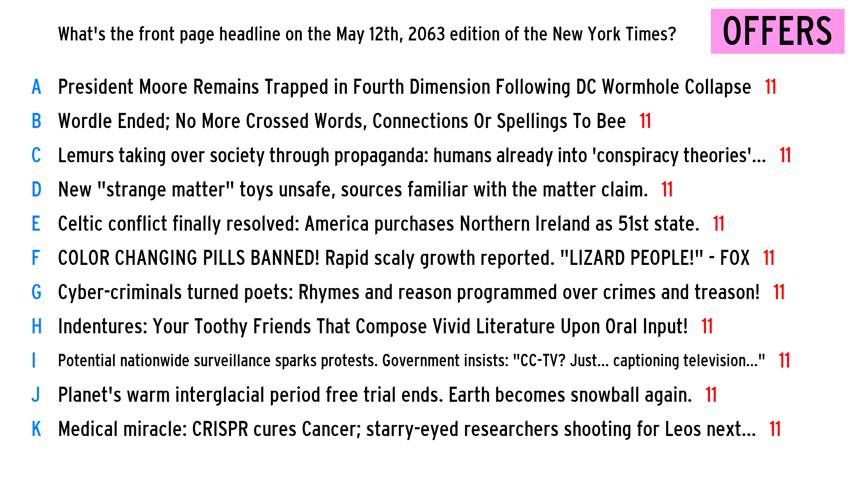 What's the front page headline on the May 12th, 2063 edition of the New York Times?
OFFERS
A President Moore Remains Trapped in Fourth Dimension Following DC Wormhole Collapse 11
B Wordle Ended; No More Crossed Words, Connections Or Spellings To Bee 11
C Lemurs taking over society through propaganda: humans already into 'conspiracy theories'... 11
D New "strange matter" toys unsafe, sources familiar with the matter claim. 11
E Celtic conflict finally resolved: America purchases Northern Ireland as 51st state. 11
F COLOR CHANGING PILLS BANNED! Rapid scaly growth reported. "LIZARD PEOPLE!" - FOX 11
G Cyber-criminals turned poets: Rhymes and reason programmed over crimes and treason! 11
H Indentures: Your Toothy Friends That Compose Vivid Literature Upon Oral Input! 11
I Potential nationwide surveillance sparks protests. Government insists: "CC-TV? Just... captioning television..." 11
J Planet's warm interglacial period free trial ends. Earth becomes snowball again. 11
K Medical miracle: CRISPR cures Cancer; starry-eyed researchers shooting for Leos next... 11